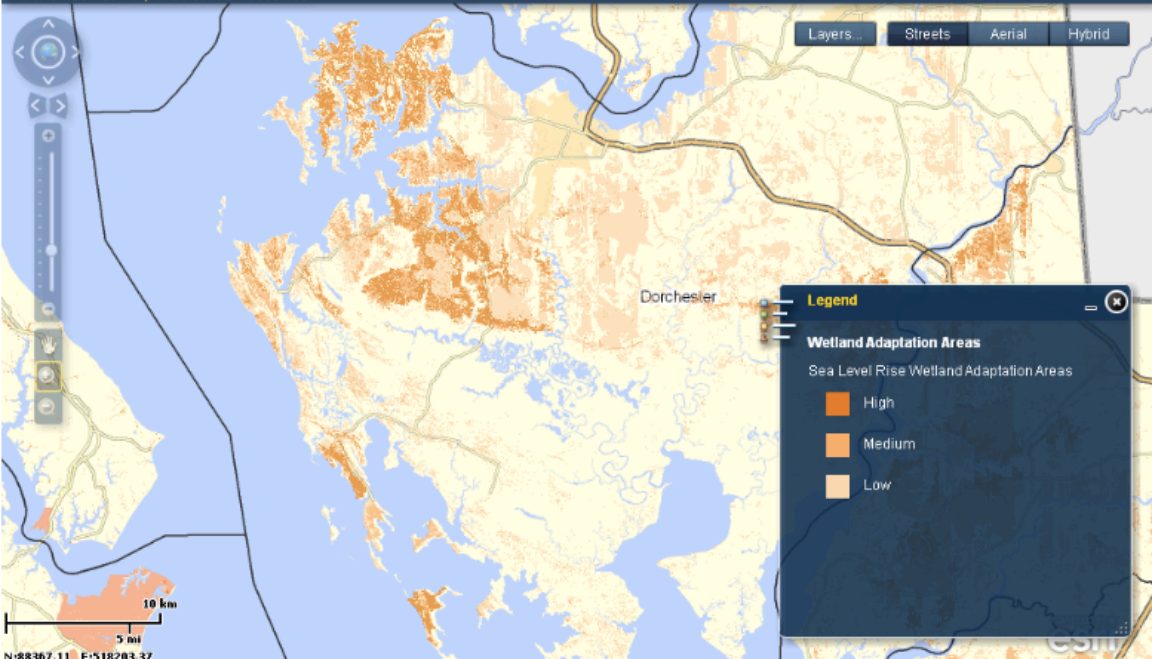 Layers...
Streets
Aerial
Hybrid
Dorchester
Legend
Wetland Adaptation Areas
Sea Level Rise Wetland Adaptation Areas
High
Medium
Low
10 km
5 mi
N:88367.11 E:518203.37
esri